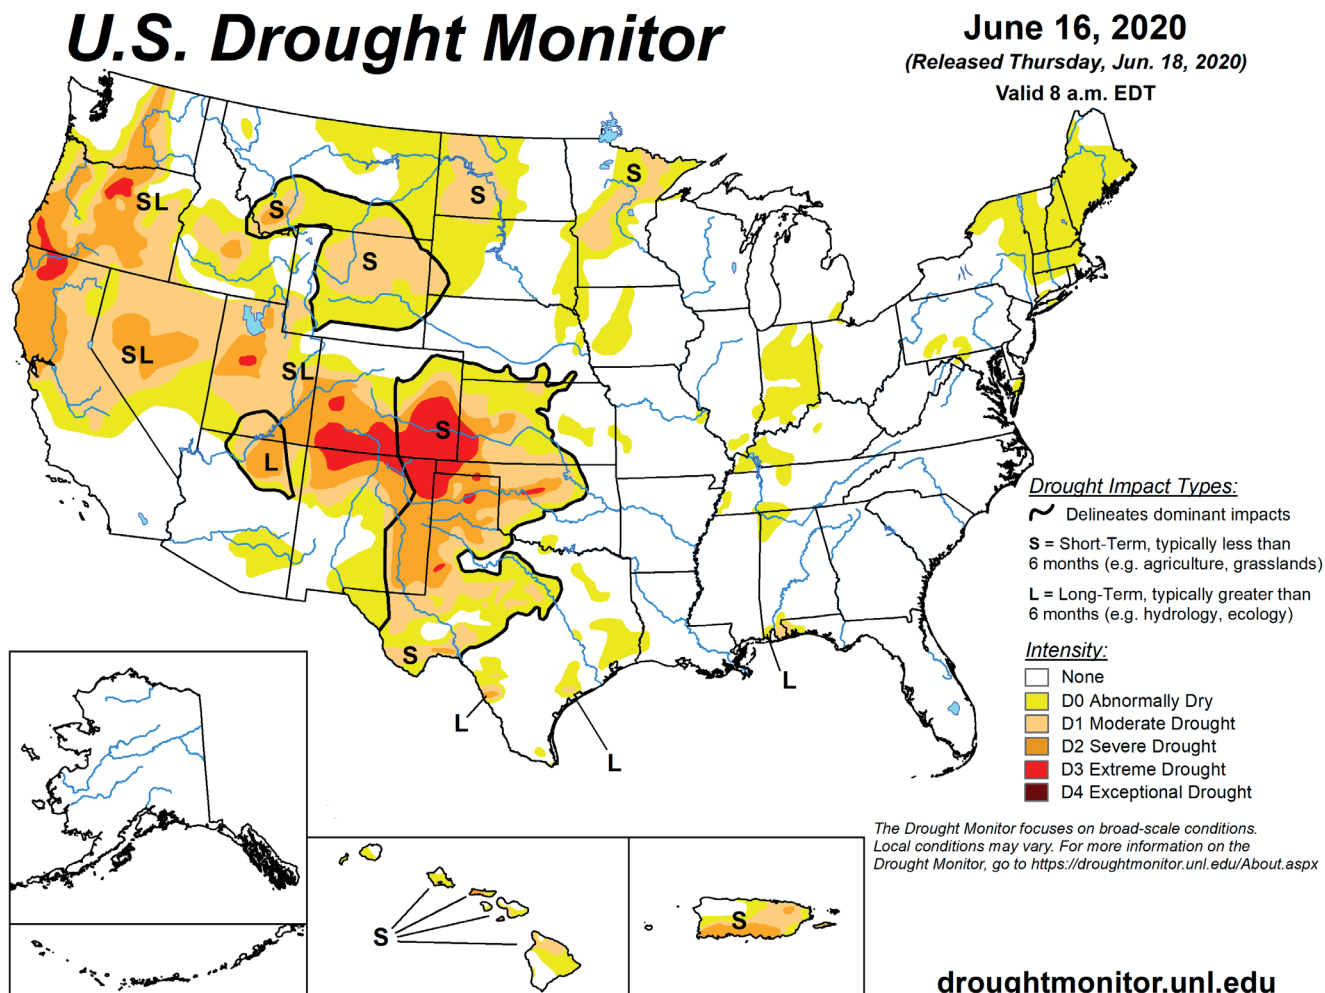 U.S. Drought Monitor
June 16, 2020
(Released Thursday, Jun. 18, 2020)
Valid 8 a.m. EDT
S
S
SL
S
S
SL
SL
S
L
S
L
L
L
Drought Impact Types:
Delineates dominant impacts
S = Short-Term, typically less than
6 months (e.g. agriculture, grasslands)
L = Long-Term, typically greater than
6 months (e.g. hydrology, ecology)
Intensity:
None
D0 Abnormally Dry
D1 Moderate Drought
D2 Severe Drought
D3 Extreme Drought
D4 Exceptional Drought
The Drought Monitor focuses on broad-scale conditions.
Local conditions may vary. For more information on the
Drought Monitor, go to https://droughtmonitor.unl.edu/About.aspx
S
S
droughtmonitor.unl.edu